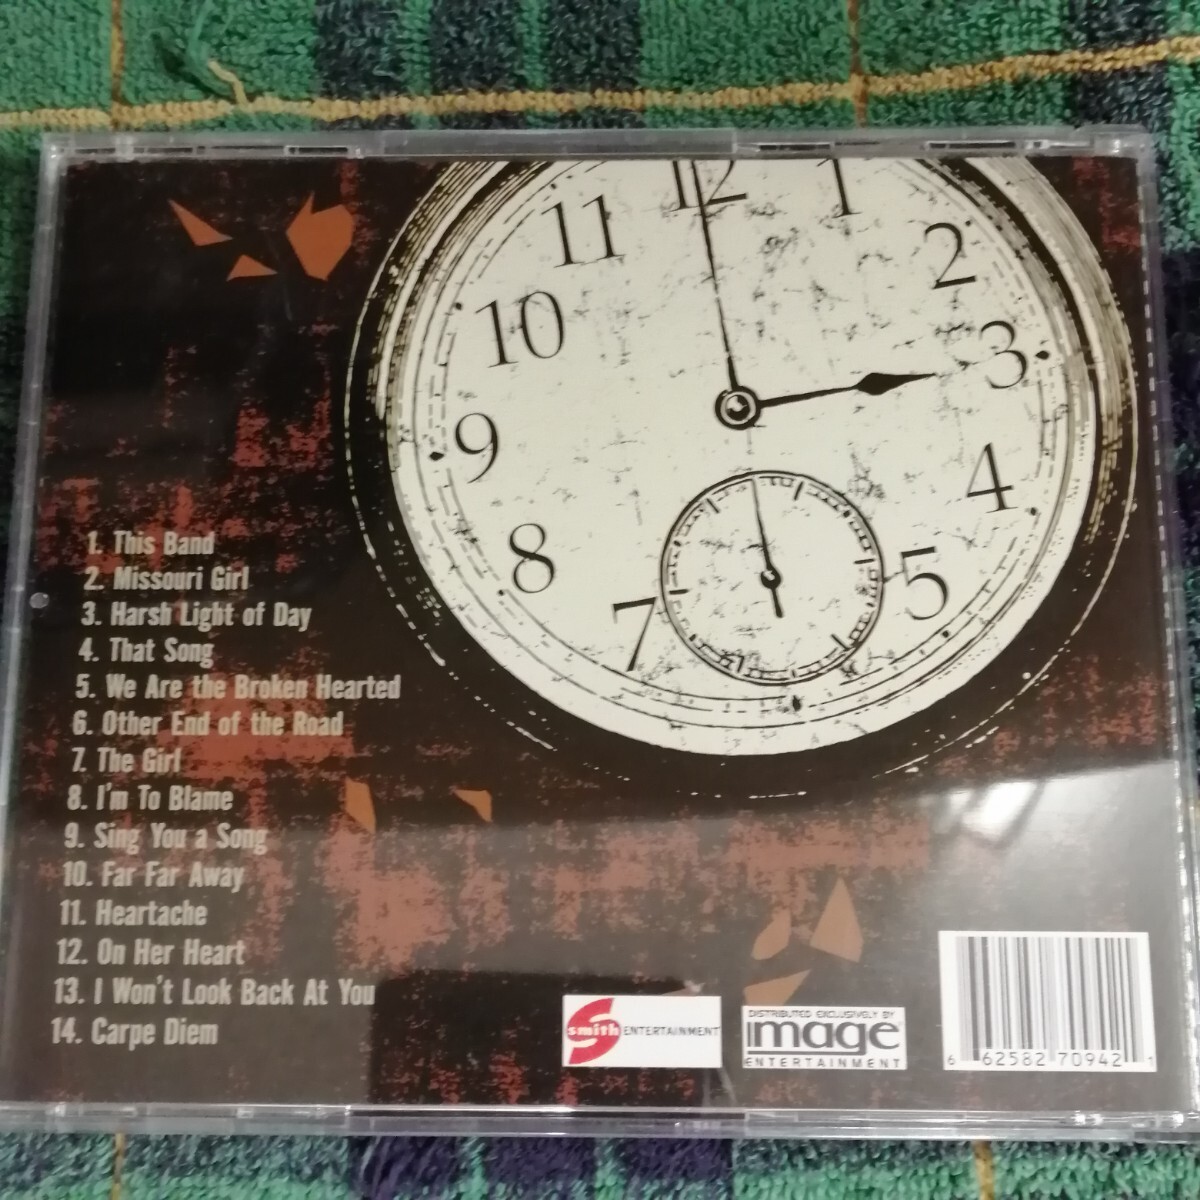 12
1
11
2
10
3
9
4
8
5
7
1. This Band
2. Missouri Girl
3. Harsh Light of Day
4. That Song
5. We Are the Broken Hearted
6. Other End of the Road
7. The Girl
8. I'm To Blame
9. Sing You a Song
10. Far Far Away
11. Heartache
12. On Her Heart
13. I Won't Look Back At You
14. Carpe Diem
smith ENTERTAINMENT
DISTRIBUTED EXCLUSIVELY BY
image
ENTERTAINMENT
6 62582 70942 1